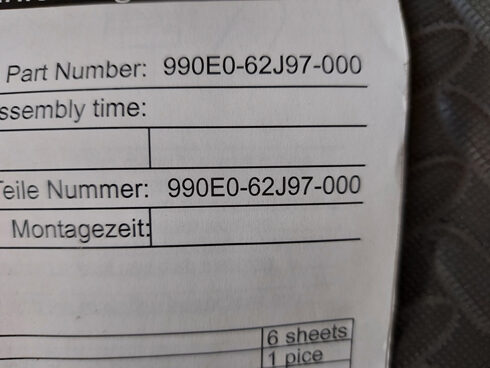 Part Number: 990E0-62J97-000
ssembly time:
Teile Nummer: 990E0-62J97-000
Montagezeit:
6 sheets
1 pice